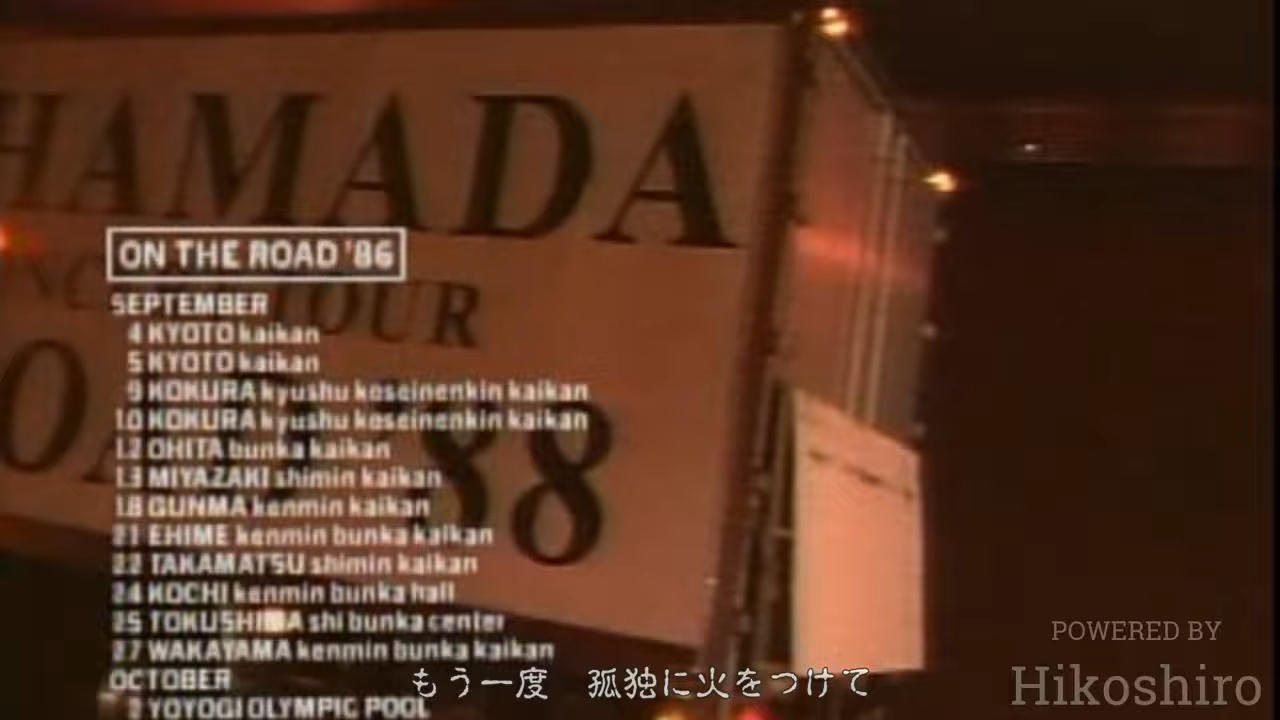 HAMADA
ON THE ROAD '86
TOUR
SEPTEMBER
4 KYOTO kaikan
5 KYOTO kaikan
9 KOKURA kyushu koseinenkin kaikan
10 KOKURA kyushu koseinenkin kaikan
12 OHITA bunka kaikan
13 MIYAZAKI shimin kaikan
18 GUNMA kenmin kaikan
21 EHIME kenmin bunka kaikan
22 TAKAMATSU shimin kaikan
24 KOCHI kenmin bunka hall
25 TOKUSHIMA shi bunka center
27 WAKAYAMA kenmin bunka kaikan
OCTOBER
YOYOGI OLYMPIC POOL
'88
もう一度 孤独に火をつけて
POWERED BY
Hikoshiro